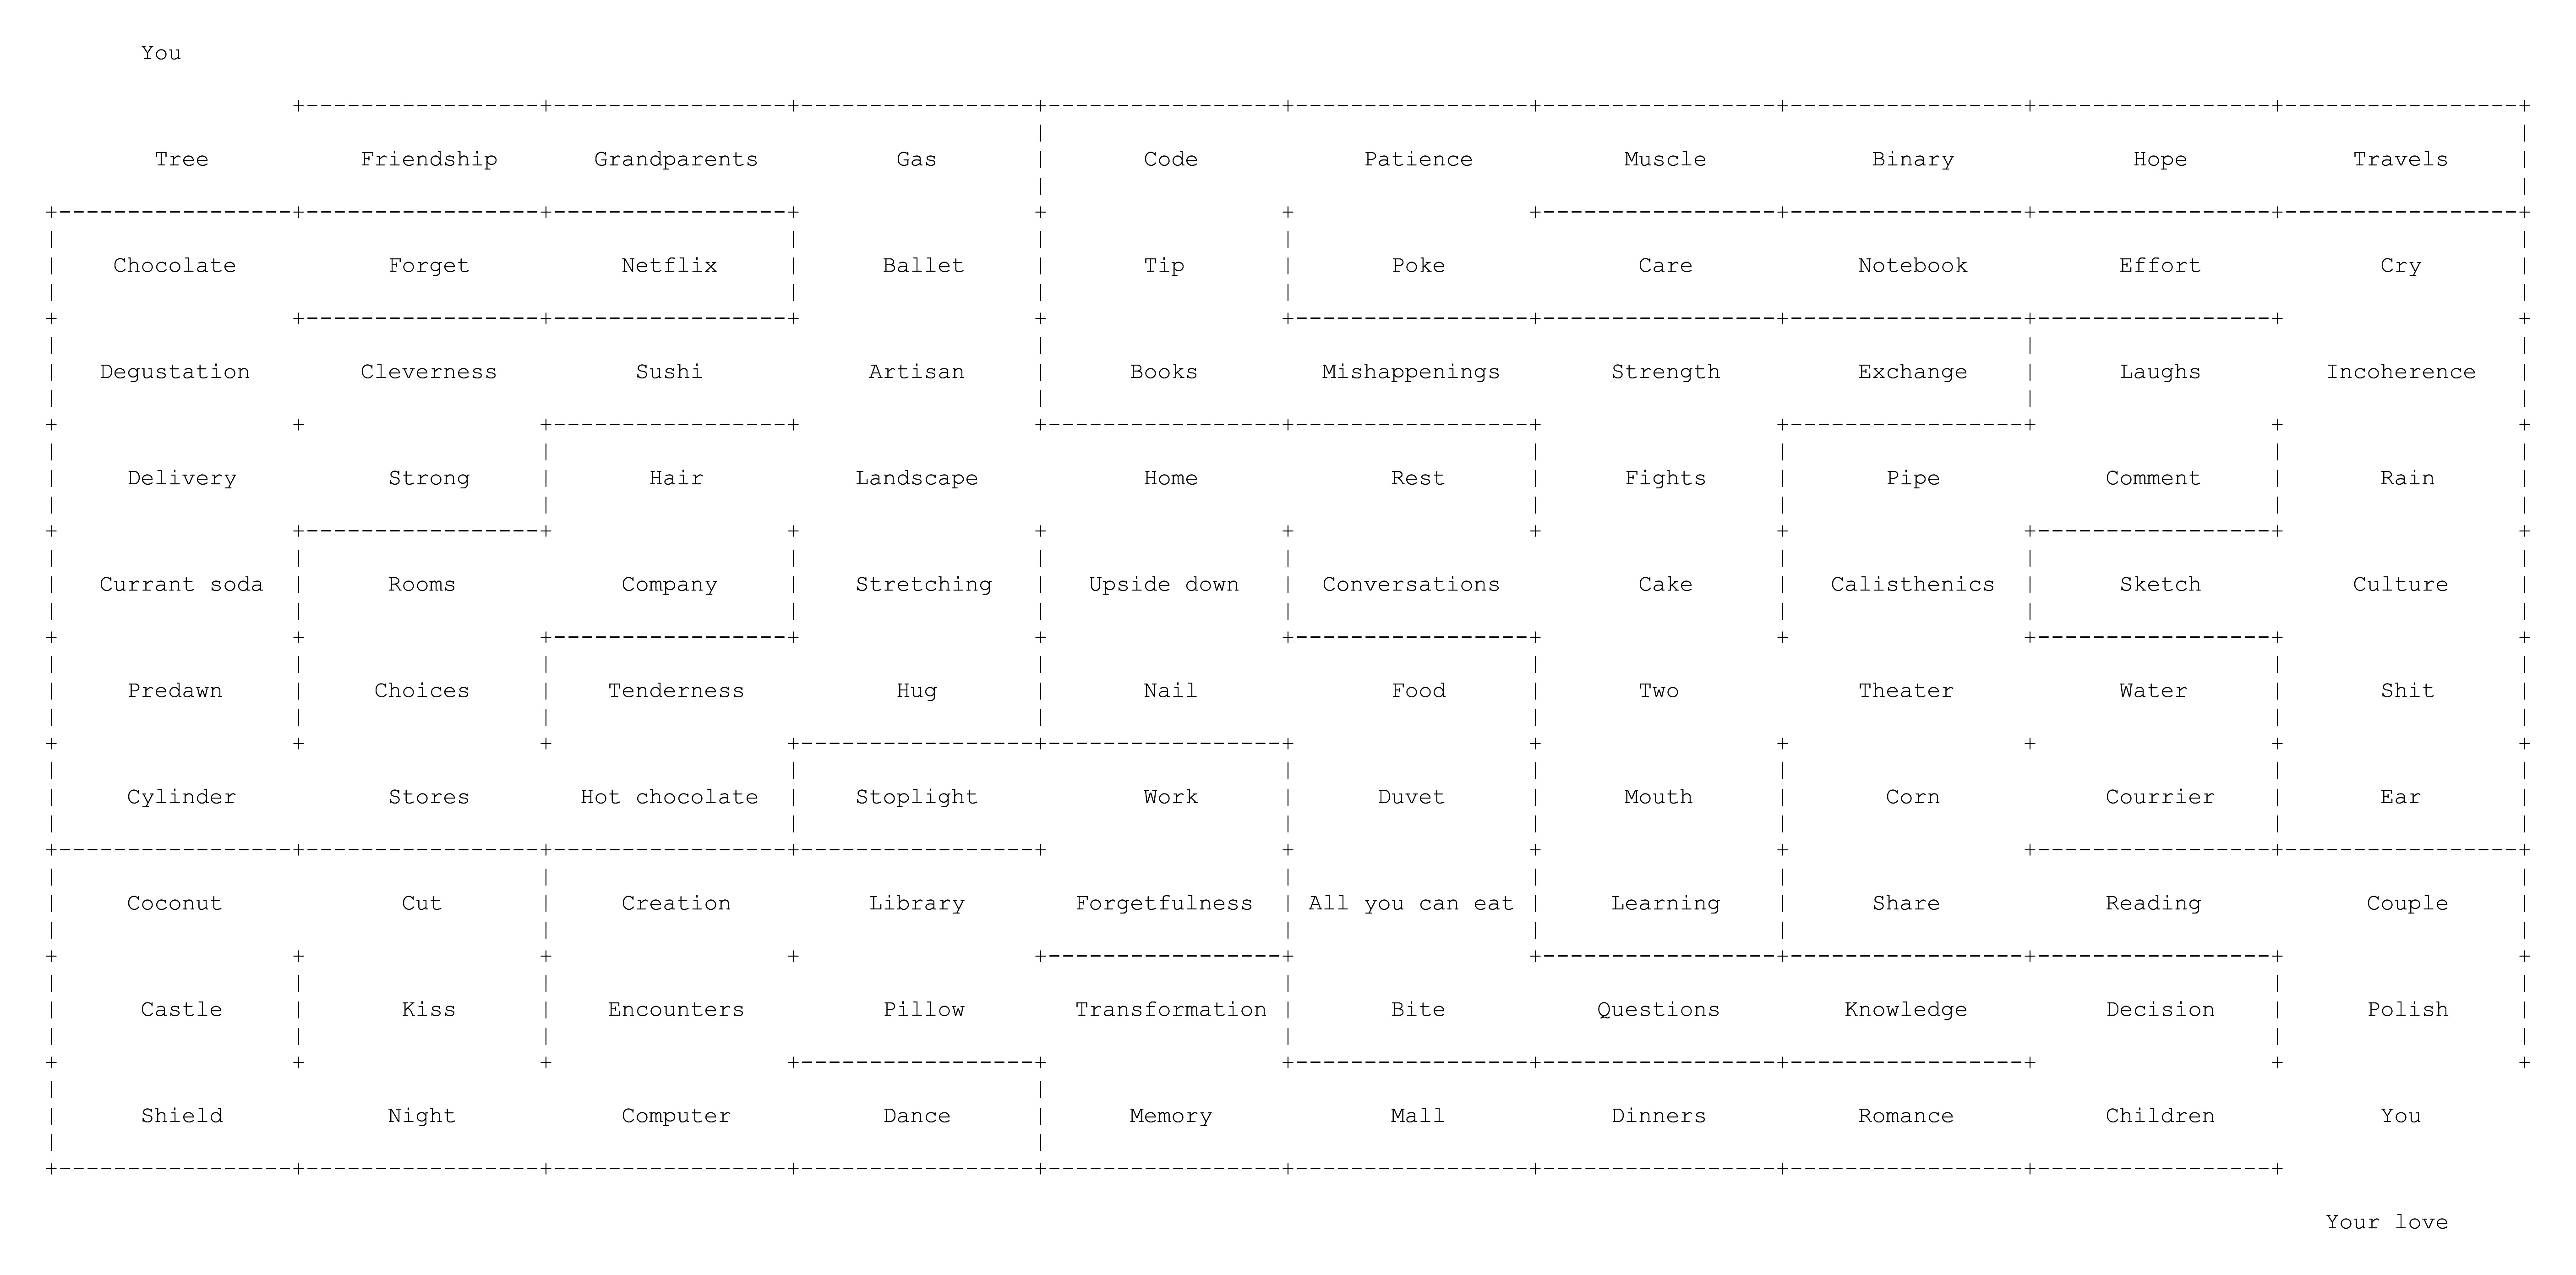 You
Tree Friendship Grandparents Gas Code Patience Muscle Binary Hope Travels
Chocolate Forget Netflix Ballet Tip Poke Care Notebook Effort Cry
Degustation Cleverness Sushi Artisan Books Mishappenings Strength Exchange Laughs Incoherence
Delivery Strong Hair Landscape Home Rest Fights Pipe Comment Rain
Currant soda Rooms Company Stretching Upside down Conversations Cake Calisthenics Sketch Culture
Predawn Choices Tenderness Hug Nail Food Two Theater Water Shit
Cylinder Stores Hot chocolate Stoplight Work Duvet Mouth Corn Courrier Ear
Coconut Cut Creation Library Forgetfulness All you can eat Learning Share Reading Couple
Castle Kiss Encounters Pillow Transformation Bite Questions Knowledge Decision Polish
Shield Night Computer Dance Memory Mall Dinners Romance Children You
Your love